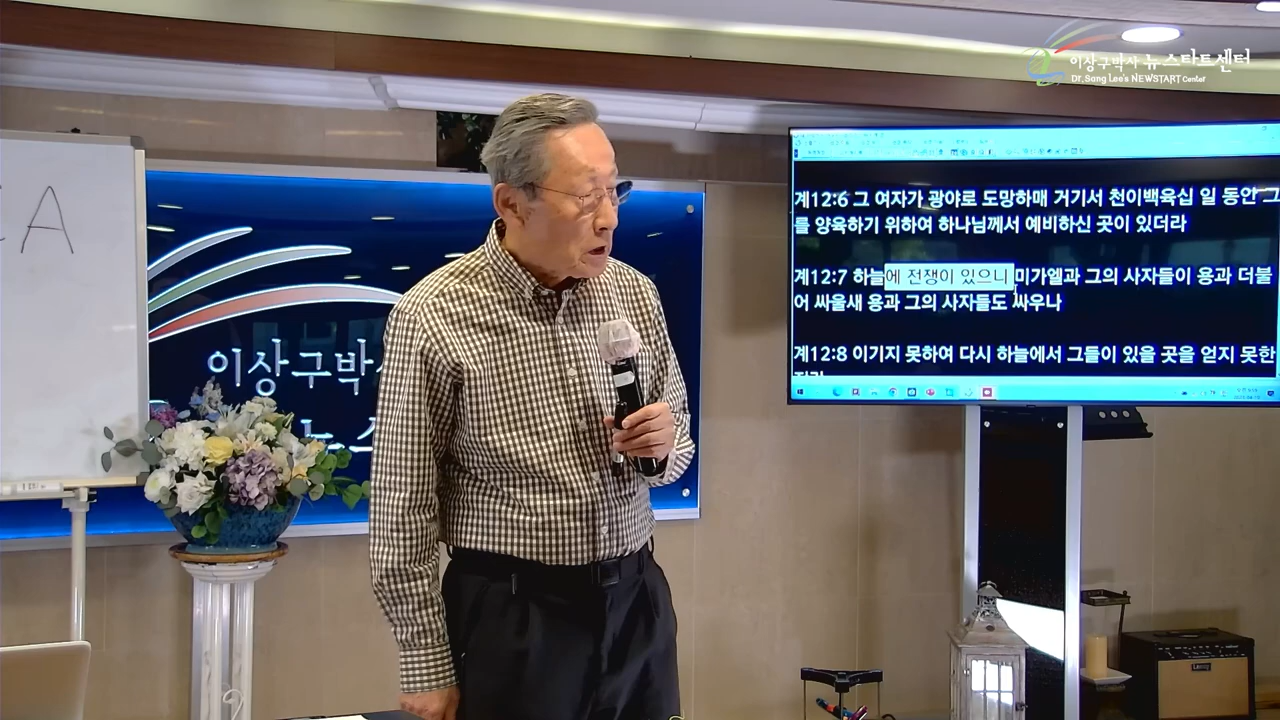 이상구박사 뉴스타트센터
Dr. Sang Lee's NEWSTART Center
A
이상구박
뉴스
계12:6 그 여자가 광야로 도망하매 거기서 천이백육십 일 동안 그
를 양육하기 위하여 하나님께서 예비하신 곳이 있더라
계12:7 하늘에 전쟁이 있으니 미가엘과 그의 사자들이 용과 더불
어 싸울새 용과 그의 사자들도 싸우나
계12:8 이기지 못하여 다시 하늘에서 그들이 있을 곳을 얻지 못한
Laney